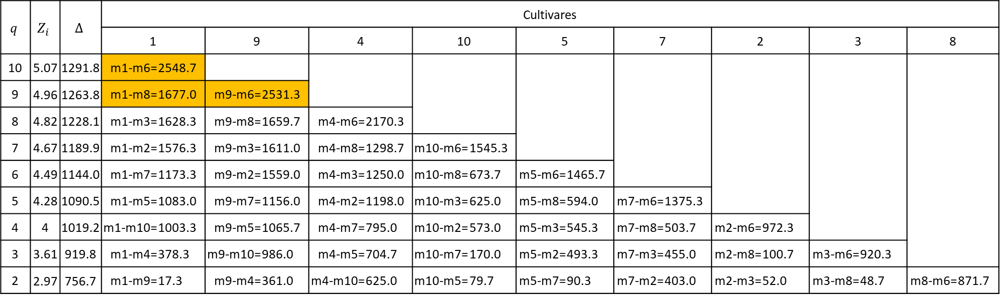 q Zᵢ Δ Cultivares
1 9 4 10 5 7 2 3 8
10 5.07 1291.8 m1-m6=2548.7
9 4.96 1263.8 m1-m8=1677.0 m9-m6=2531.3
8 4.82 1228.1 m1-m3=1628.3 m9-m8=1659.7 m4-m6=2170.3
7 4.67 1189.9 m1-m2=1576.3 m9-m3=1611.0 m4-m8=1298.7 m10-m6=1545.3
6 4.49 1144.0 m1-m7=1173.3 m9-m2=1559.0 m4-m3=1250.0 m10-m8=673.7 m5-m6=1465.7
5 4.28 1090.5 m1-m5=1083.0 m9-m7=1156.0 m4-m2=1198.0 m10-m3=625.0 m5-m8=594.0 m7-m6=1375.3
4 4 1019.2 m1-m10=1003.3 m9-m5=1065.7 m4-m7=795.0 m10-m2=573.0 m5-m3=545.3 m7-m8=503.7 m2-m6=972.3
3 3.61 919.8 m1-m4=378.3 m9-m10=986.0 m4-m5=704.7 m10-m7=170.0 m5-m2=493.3 m7-m3=455.0 m2-m8=100.7 m3-m6=920.3
2 2.97 756.7 m1-m9=17.3 m9-m4=361.0 m4-m10=625.0 m10-m5=79.7 m5-m7=90.3 m7-m2=403.0 m2-m3=52.0 m3-m8=48.7 m8-m6=871.7